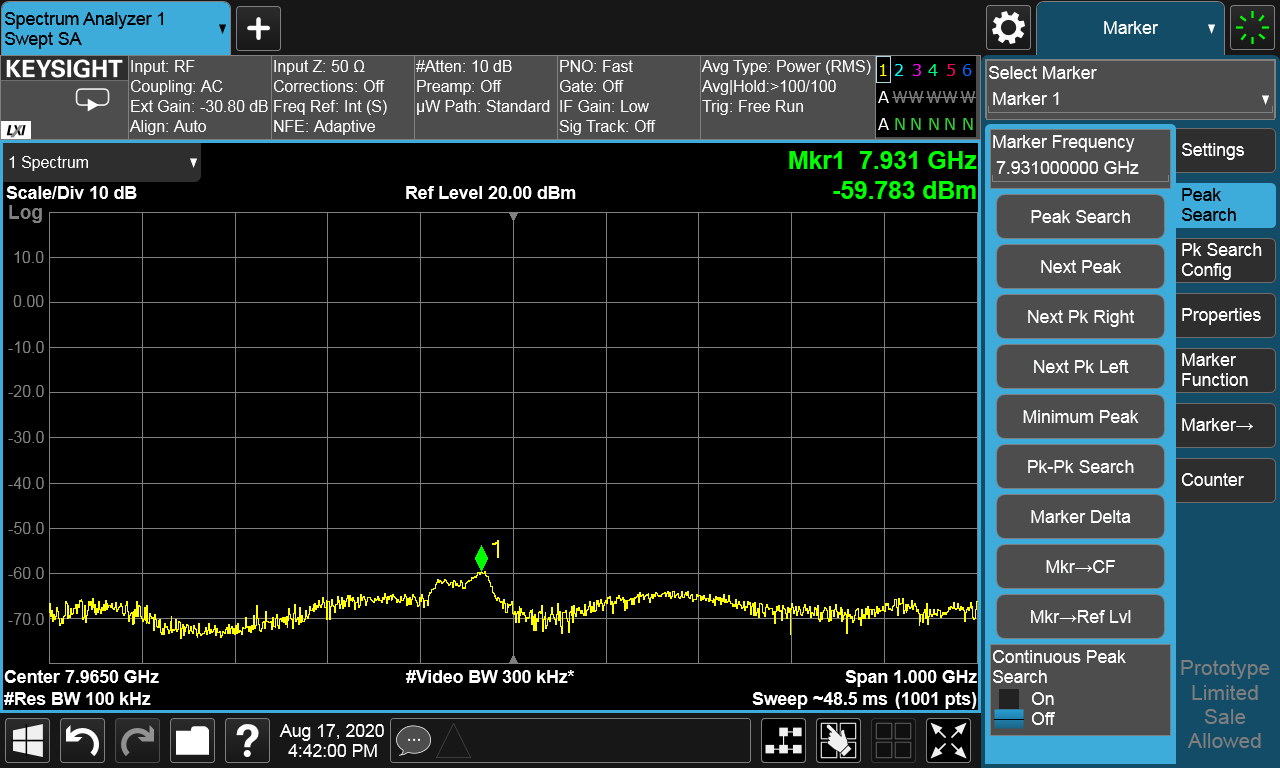 Spectrum Analyzer 1
Swept SA
Marker
KEYSIGHT
LXI
Input: RF
Coupling: AC
Ext Gain: -30.80 dB
Align: Auto
Input Z: 50 Ω
Corrections: Off
Freq Ref: Int (S)
NFE: Adaptive
#Atten: 10 dB
Preamp: Off
µW Path: Standard
PNO: Fast
Gate: Off
IF Gain: Low
Sig Track: Off
Avg Type: Power (RMS)
Avg|Hold:>100/100
Trig: Free Run
1 2 3 4 5 6
A W W W W W
A N N N N N
Select Marker
Marker 1
1 Spectrum
Mkr1 7.931 GHz
-59.783 dBm
Scale/Div 10 dB
Ref Level 20.00 dBm
Log
10.0
0.00
-10.0
-20.0
-30.0
-40.0
-50.0
-60.0
-70.0
1
Center 7.9650 GHz
#Video BW 300 kHz*
Span 1.000 GHz
#Res BW 100 kHz
Sweep ~48.5 ms (1001 pts)
Marker Frequency
7.931000000 GHz
Peak Search
Next Peak
Next Pk Right
Next Pk Left
Minimum Peak
Pk-Pk Search
Marker Delta
Mkr→CF
Mkr→Ref Lvl
Continuous Peak
Search
On
Off
Settings
Peak
Search
Pk Search
Config
Properties
Marker
Function
Marker→
Counter
Prototype
Limited
Sale
Allowed
?
Aug 17, 2020
4:42:00 PM